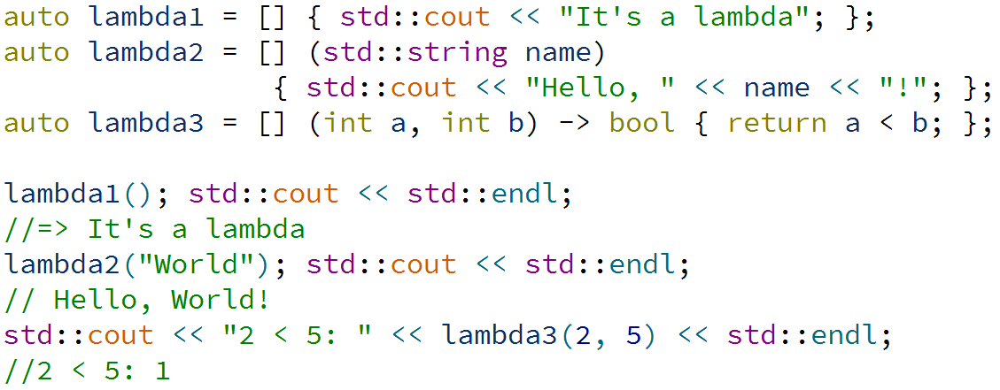 auto lambda1 = [] { std::cout << "It's a lambda"; };
auto lambda2 = [] (std::string name)
                { std::cout << "Hello, " << name << "!"; };
auto lambda3 = [] (int a, int b) -> bool { return a < b; };

lambda1(); std::cout << std::endl;
//=> It's a lambda
lambda2("World"); std::cout << std::endl;
// Hello, World!
std::cout << "2 < 5: " << lambda3(2, 5) << std::endl;
//2 < 5: 1